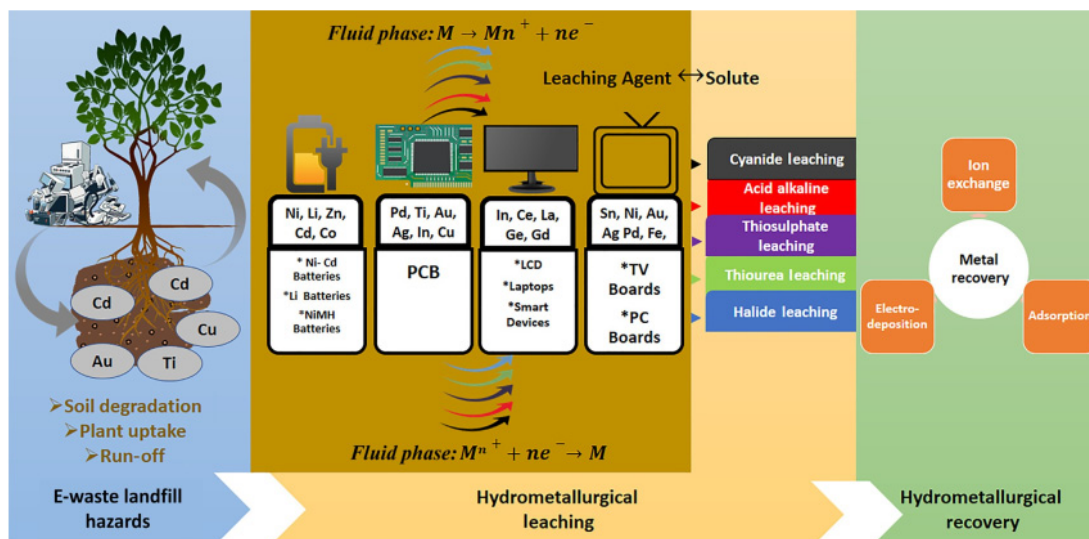 Fluid phase: M → Mn⁺ + ne⁻
Leaching Agent ↔ Solute
Ni, Li, Zn,
Cd, Co
* Ni- Cd
Batteries
*Li Batteries
*NiMH
Batteries
Pd, Ti, Au,
Ag, In, Cu
PCB
In, Ce, La,
Ge, Gd
*LCD
*Laptops
*Smart
Devices
Sn, Ni, Au,
Ag Pd, Fe,
*TV
Boards
*PC
Boards
Fluid phase: Mⁿ⁺ + ne⁻ → M
Cyanide leaching
Acid alkaline
leaching
Thiosulphate
leaching
Thiourea leaching
Halide leaching
Ion
exchange
Metal
recovery
Electro-
deposition
Adsorption
Cd
Cd
Cu
Au
Ti
➢Soil degradation
➢Plant uptake
➢Run-off
E-waste landfill
hazards
Hydrometallurgical
leaching
Hydrometallurgical
recovery